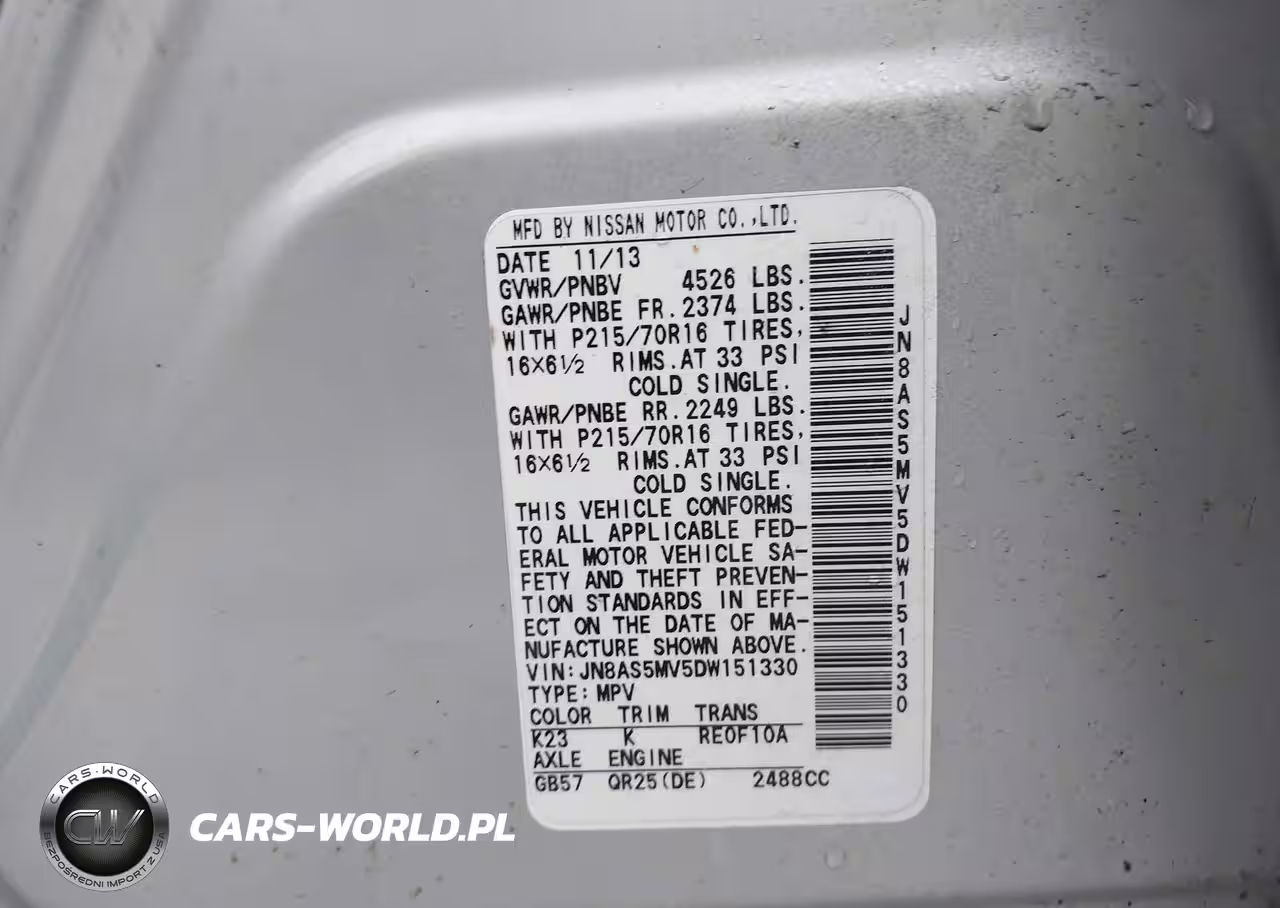 MFD BY NISSAN MOTOR CO.,LTD.
DATE 11/13
GVWR/PNBV 4526 LBS.
GAWR/PNBE FR.2374 LBS.
WITH P215/70R16 TIRES,
16×6½ RIMS.AT 33 PSI
COLD SINGLE.
GAWR/PNBE RR.2249 LBS.
WITH P215/70R16 TIRES,
16×6½ RIMS.AT 33 PSI
COLD SINGLE.
THIS VEHICLE CONFORMS
TO ALL APPLICABLE FED-
ERAL MOTOR VEHICLE SA-
FETY AND THEFT PREVEN-
TION STANDARDS IN EFF-
ECT ON THE DATE OF MA-
NUFACTURE SHOWN ABOVE.
VIN:JN8AS5MV5DW151330
TYPE:MPV
COLOR TRIM TRANS
K23 K RE0F10A
AXLE ENGINE
GB57 QR25(DE) 2488CC
JN8AS5MV5DW151330
CARS-WORLD
CW
BEZPOŚREDNI IMPORT Z USA
CARS-WORLD.PL